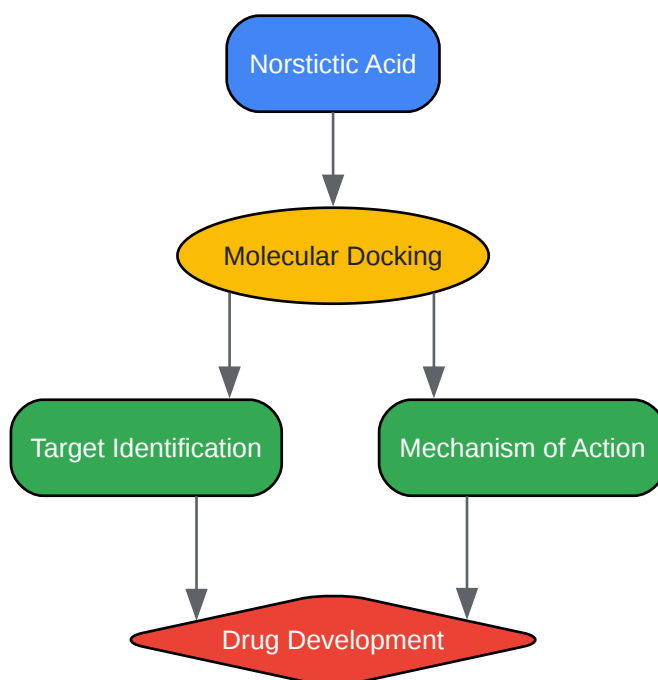 Norstictic Acid
Molecular Docking
Target Identification
Mechanism of Action
Drug Development